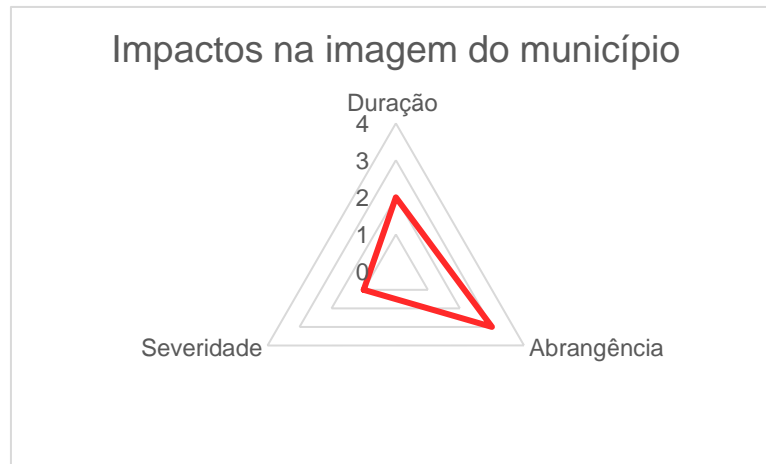 Impactos na imagem do município
Duração
4
3
2
1
0
Severidade
Abrangência